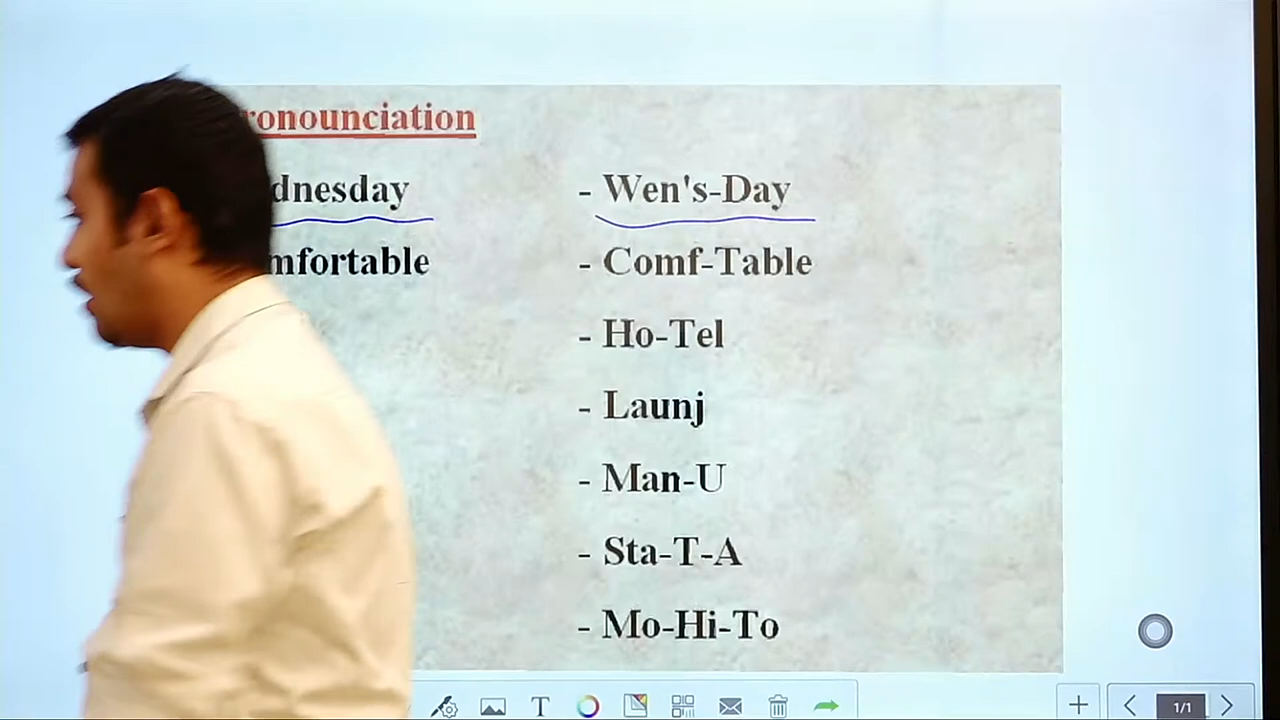 ronounciation
dnesday - Wen's-Day
mfortable - Comf-Table
- Ho-Tel
- Launj
- Man-U
- Sta-T-A
- Mo-Hi-To
T
1/1